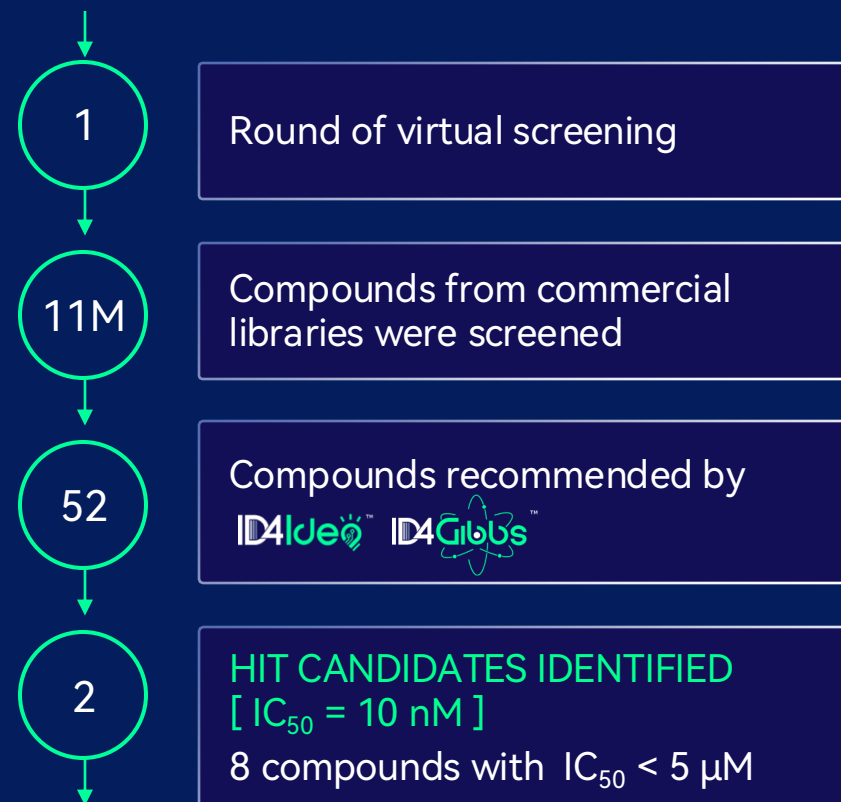 1
Round of virtual screening
11M
Compounds from commercial
libraries were screened
52
Compounds recommended by
ID4Idea™ ID4Gibbs™
2
HIT CANDIDATES IDENTIFIED
[ IC₅₀ = 10 nM ]
8 compounds with IC₅₀ < 5 µM